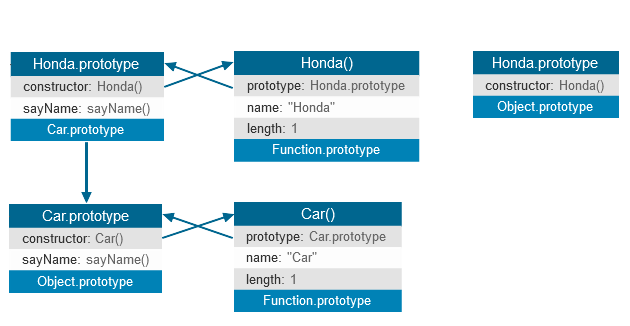 Honda.prototype
constructor: Honda()
sayName: sayName()
Car.prototype
Honda()
prototype: Honda.prototype
name: "Honda"
length: 1
Function.prototype
Honda.prototype
constructor: Honda()
Object.prototype
Car.prototype
constructor: Car()
sayName: sayName()
Object.prototype
Car()
prototype: Car.prototype
name: "Car"
length: 1
Function.prototype